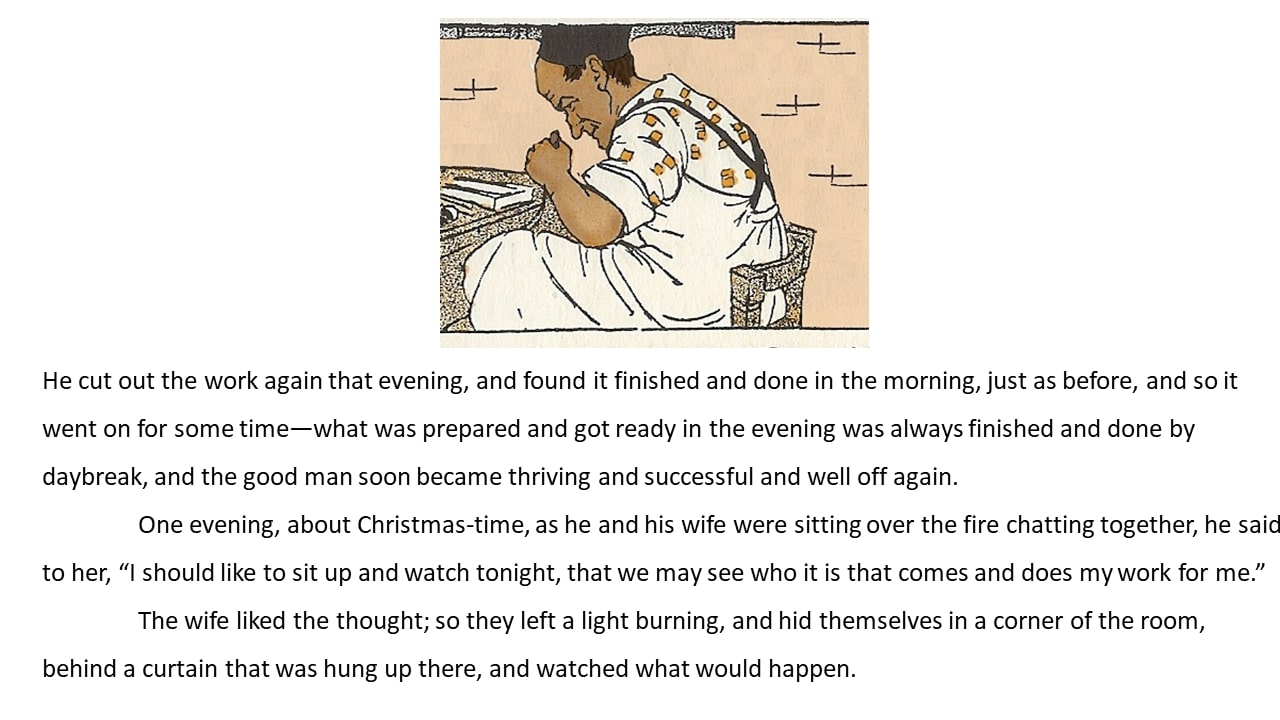 He cut out the work again that evening, and found it finished and done in the morning, just as before, and so it
went on for some time—what was prepared and got ready in the evening was always finished and done by
daybreak, and the good man soon became thriving and successful and well off again.
One evening, about Christmas-time, as he and his wife were sitting over the fire chatting together, he said
to her, “I should like to sit up and watch tonight, that we may see who it is that comes and does my work for me.”
The wife liked the thought; so they left a light burning, and hid themselves in a corner of the room,
behind a curtain that was hung up there, and watched what would happen.